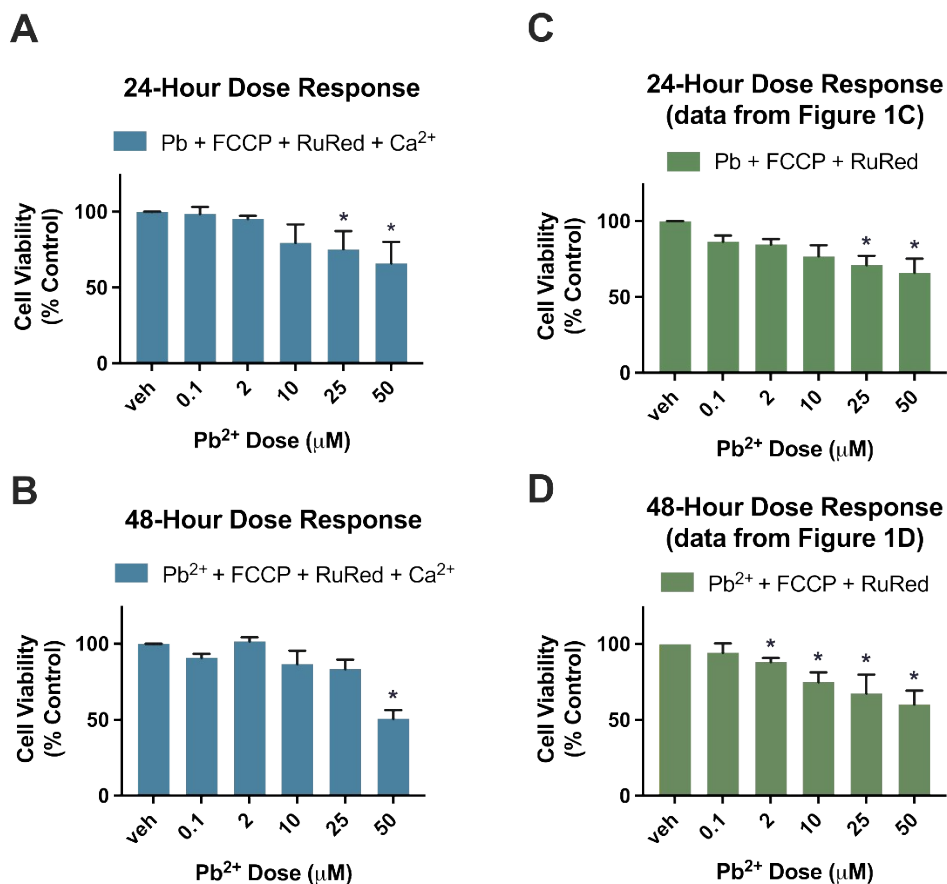 A
24-Hour Dose Response
Pb + FCCP + RuRed + Ca²⁺
Cell Viability
(% Control)
100
50
0
*
*
veh
0.1
2
10
25
50
Pb²⁺ Dose (μM)
B
48-Hour Dose Response
Pb²⁺ + FCCP + RuRed + Ca²⁺
Cell Viability
(% Control)
100
50
0
*
veh
0.1
2
10
25
50
Pb²⁺ Dose (μM)
C
24-Hour Dose Response
(data from Figure 1C)
Pb + FCCP + RuRed
Cell Viability
(% Control)
100
50
0
*
*
veh
0.1
2
10
25
50
Pb²⁺ Dose (μM)
D
48-Hour Dose Response
(data from Figure 1D)
Pb²⁺ + FCCP + RuRed
Cell Viability
(% Control)
100
50
0
*
*
*
*
veh
0.1
2
10
25
50
Pb²⁺ Dose (μM)